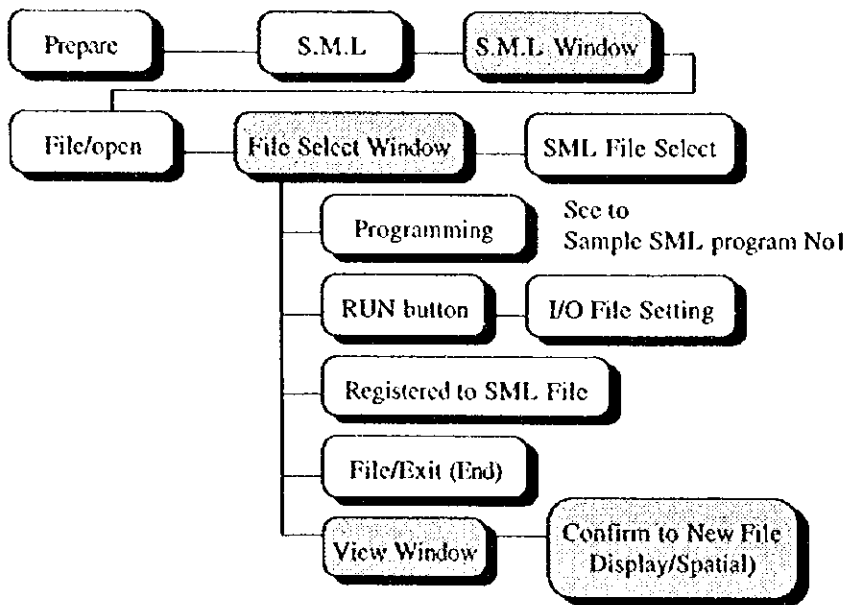 Prepare
S.M.L
S.M.L Window
File/open
File Select Window
SML File Select
Programming
See to
Sample SML program No1
RUN button
I/O File Setting
Registered to SML File
File/Exit (End)
View Window
Confirm to New File
Display/Spatial)